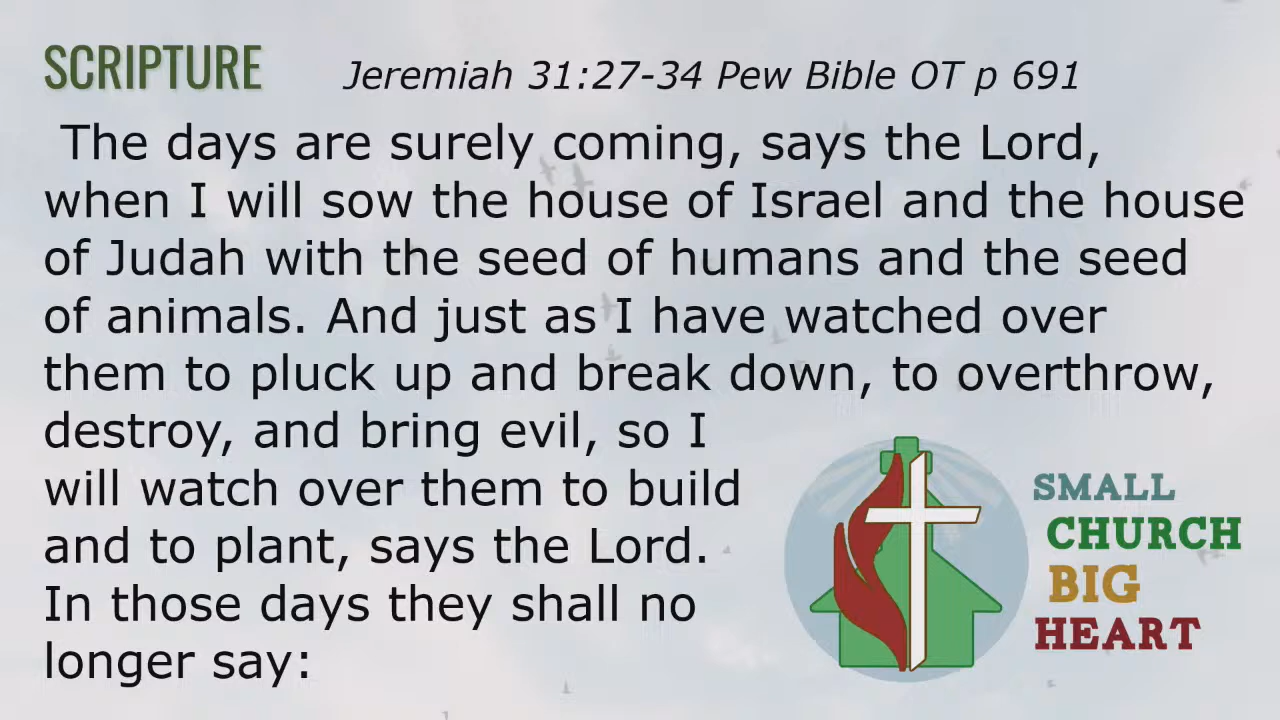 SCRIPTURE Jeremiah 31:27-34 Pew Bible OT p 691
The days are surely coming, says the Lord,
when I will sow the house of Israel and the house
of Judah with the seed of humans and the seed
of animals. And just as I have watched over
them to pluck up and break down, to overthrow,
destroy, and bring evil, so I
will watch over them to build
and to plant, says the Lord.
In those days they shall no
longer say:
SMALL
CHURCH
BIG
HEART